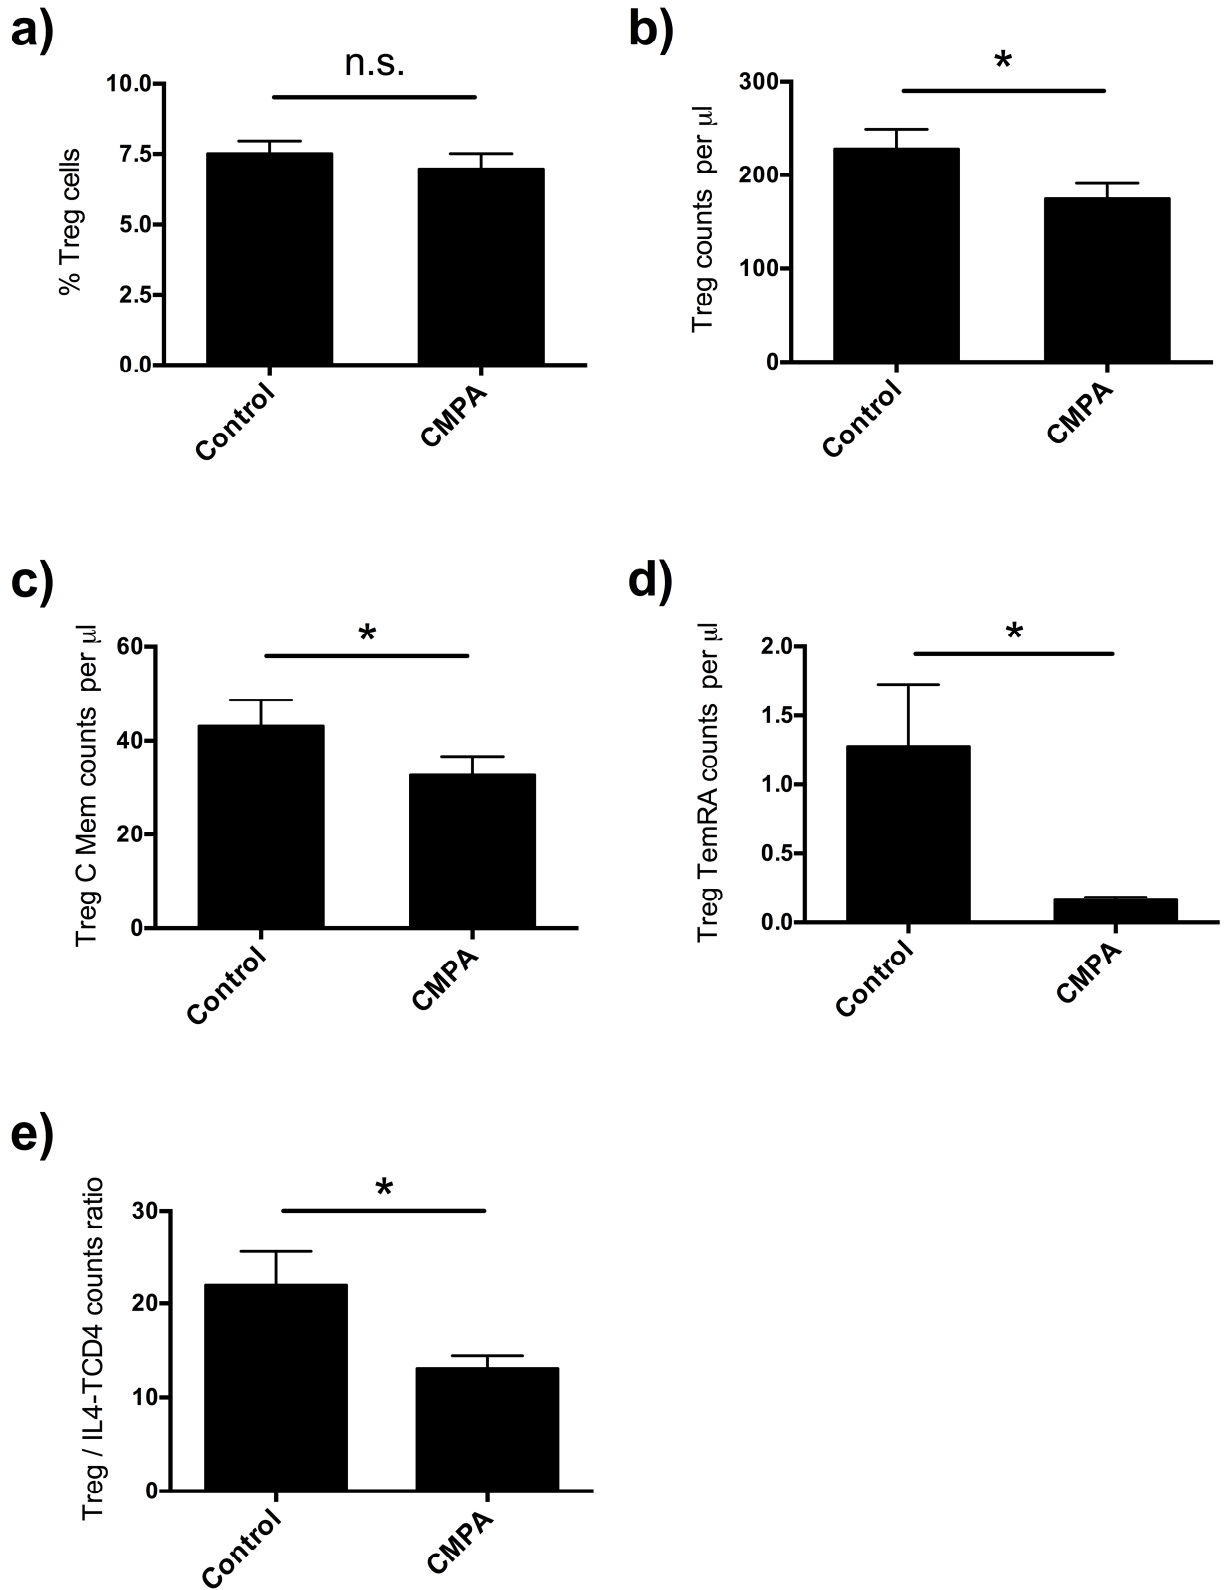 a)
n.s.
% Treg cells
10.0
7.5
5.0
2.5
0.0
Control
CMPA
b)
*
Treg counts per µl
300
200
100
0
Control
CMPA
c)
*
Treg C Mem counts per µl
60
40
20
0
Control
CMPA
d)
*
Treg TemRA counts per µl
2.0
1.5
1.0
0.5
0.0
Control
CMPA
e)
*
Treg / IL4-TCD4 counts ratio
30
20
10
0
Control
CMPA